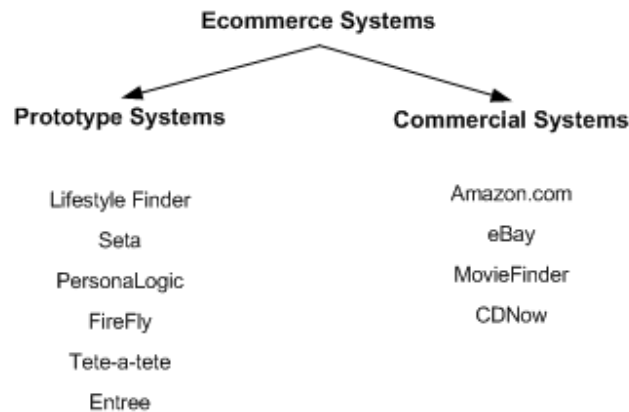 Ecommerce Systems
Prototype Systems
Commercial Systems
Lifestyle Finder
Seta
PersonaLogic
FireFly
Tete-a-tete
Entree
Amazon.com
eBay
MovieFinder
CDNow